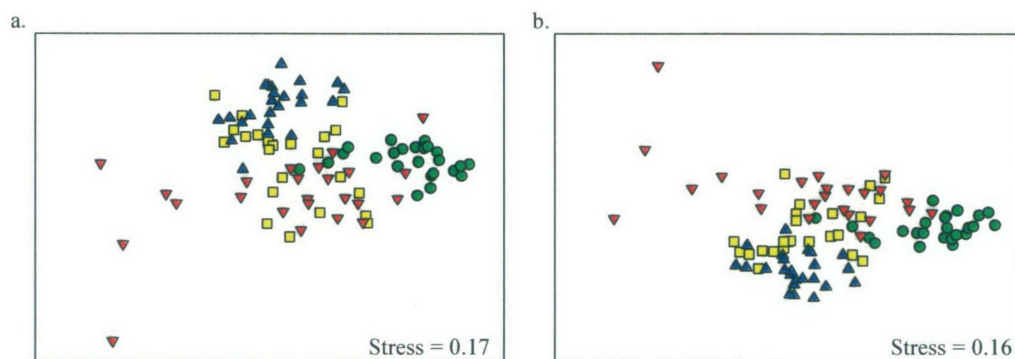 a.
Stress = 0.17
b.
Stress = 0.16